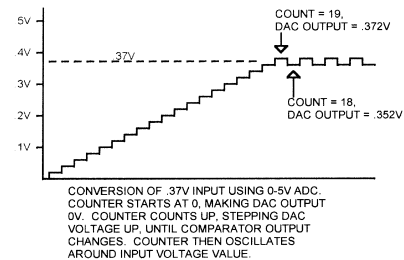 COUNT = 19,
DAC OUTPUT = .372V
5V
4V
.37V
3V
2V
1V
COUNT = 18,
DAC OUTPUT = .352V
CONVERSION OF .37V INPUT USING 0-5V ADC.
COUNTER STARTS AT 0, MAKING DAC OUTPUT
0V. COUNTER COUNTS UP, STEPPING DAC
VOLTAGE UP, UNTIL COMPARATOR OUTPUT
CHANGES. COUNTER THEN OSCILLATES
AROUND INPUT VOLTAGE VALUE.